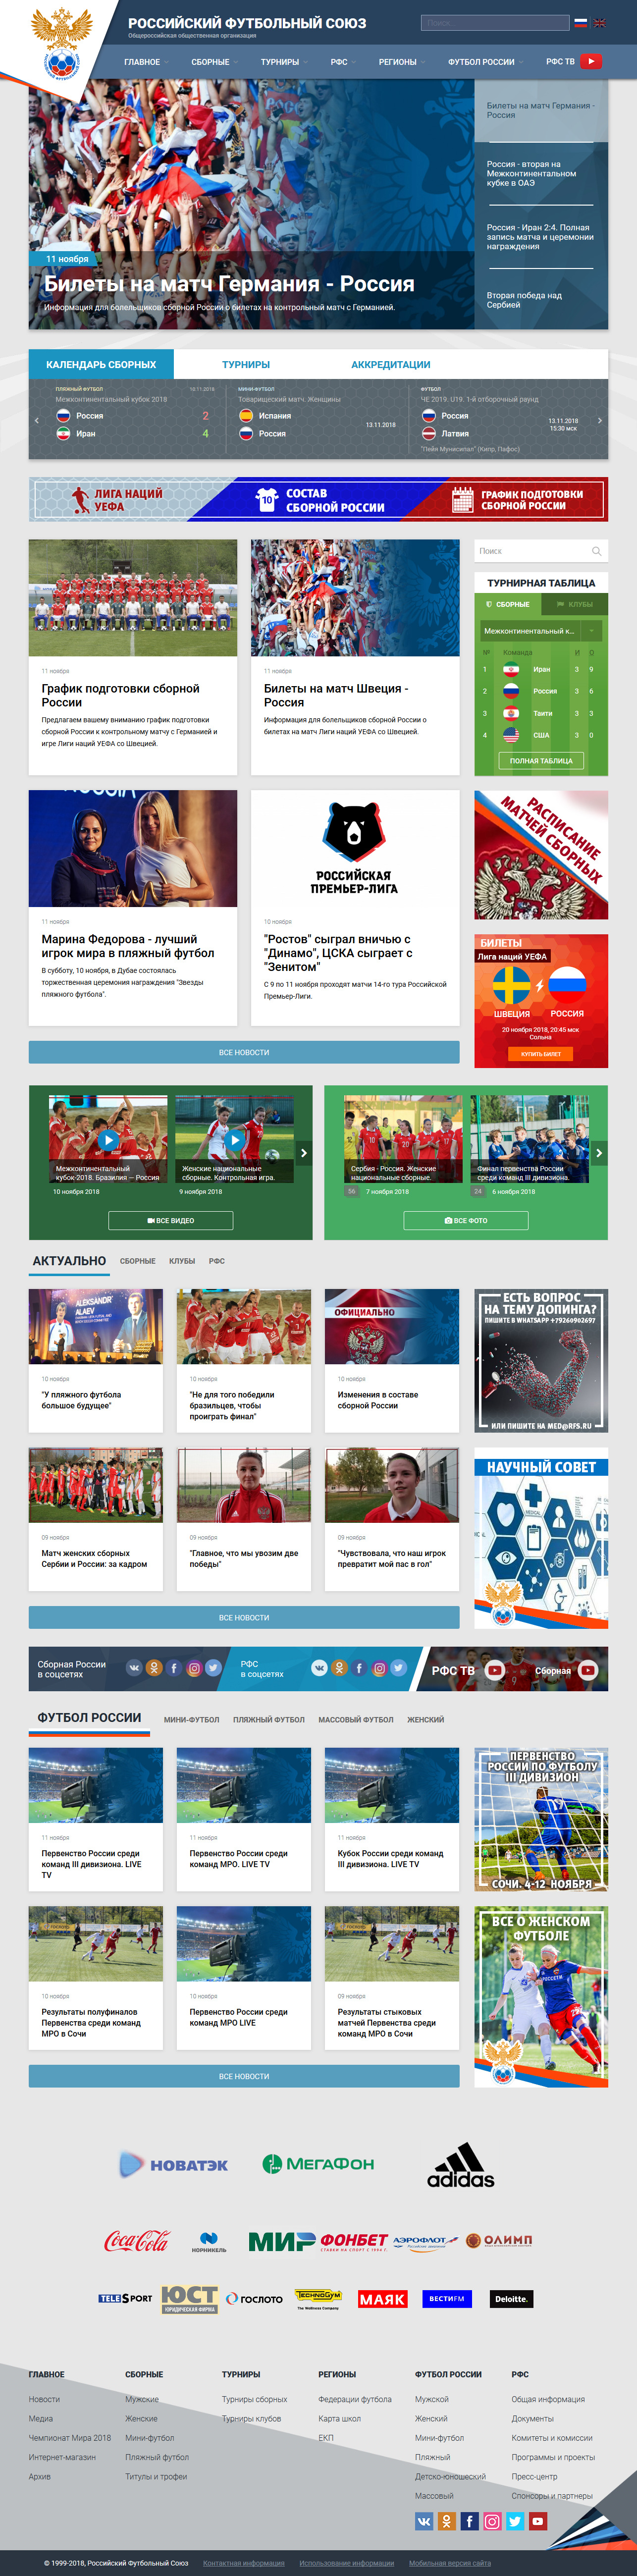 РОССИЙСКИЙ ФУТБОЛЬНЫЙ СОЮЗ
Общероссийская общественная организация
Поиск...
ГЛАВНОЕ
СБОРНЫЕ
ТУРНИРЫ
РФС
РЕГИОНЫ
ФУТБОЛ РОССИИ
РФС ТВ
11 ноября
Билеты на матч Германия - Россия
Информация для болельщиков сборной России о билетах на контрольный матч с Германией.
Билеты на матч Германия -
Россия
Россия - вторая на
Межконтинентальном
кубке в ОАЭ
Россия - Иран 2:4. Полная
запись матча и церемонии
награждения
Вторая победа над
Сербией
КАЛЕНДАРЬ СБОРНЫХ
ТУРНИРЫ
АККРЕДИТАЦИИ
ПЛЯЖНЫЙ ФУТБОЛ
10.11.2018
Межконтинентальный кубок 2018
Россия 2
Иран 4
МИНИ-ФУТБОЛ
Товарищеский матч. Женщины
Испания
Россия
13.11.2018
ФУТБОЛ
ЧЕ 2019. U19. 1-й отборочный раунд
Россия
Латвия
13.11.2018
15:30 мск
"Пейя Мунисипал" (Кипр, Пафос)
ЛИГА НАЦИЙ
УЕФА
10
СОСТАВ
СБОРНОЙ РОССИИ
ГРАФИК ПОДГОТОВКИ
СБОРНОЙ РОССИИ
11 ноября
График подготовки сборной
России
Предлагаем вашему вниманию график подготовки
сборной России к контрольному матчу с Германией и
игре Лиги наций УЕФА со Швецией.
11 ноября
Билеты на матч Швеция -
Россия
Информация для болельщиков сборной России о
билетах на матч Лиги наций УЕФА со Швецией.
Поиск
ТУРНИРНАЯ ТАБЛИЦА
СБОРНЫЕ
КЛУБЫ
Межконтинентальный к...
№ Команда И О
1 Иран 3 9
2 Россия 3 6
3 Таити 3 3
4 США 3 0
ПОЛНАЯ ТАБЛИЦА
11 ноября
Марина Федорова - лучший
игрок мира в пляжный футбол
В субботу, 10 ноября, в Дубае состоялась
торжественная церемония награждения "Звезды
пляжного футбола".
РОССИЙСКАЯ
ПРЕМЬЕР-ЛИГА
10 ноября
"Ростов" сыграл вничью с
"Динамо", ЦСКА сыграет с
"Зенитом"
С 9 по 11 ноября проходят матчи 14-го тура Российской
Премьер-Лиги.
РАСПИСАНИЕ
МАТЧЕЙ СБОРНЫХ
БИЛЕТЫ
Лига наций УЕФА
ШВЕЦИЯ
РОССИЯ
20 ноября 2018, 20:45 мск
Сольна
КУПИТЬ БИЛЕТ
ВСЕ НОВОСТИ
Межконтинентальный
кубок-2018. Бразилия — Россия
10 ноября 2018
Женские национальные
сборные. Контрольная игра.
9 ноября 2018
ВСЕ ВИДЕО
Сербия - Россия. Женские
национальные сборные.
56
7 ноября 2018
Финал первенства России
среди команд III дивизиона.
24
6 ноября 2018
ВСЕ ФОТО
АКТУАЛЬНО
СБОРНЫЕ
КЛУБЫ
РФС
ALEKSANDR
ALAEV
10 ноября
"У пляжного футбола
большое будущее"
10 ноября
"Не для того победили
бразильцев, чтобы
проиграть финал"
ОФИЦИАЛЬНО
10 ноября
Изменения в составе
сборной России
ЕСТЬ ВОПРОС
НА ТЕМУ ДОПИНГА?
ПИШИТЕ В WHATSAPP +79260902697
ИЛИ ПИШИТЕ НА MED@RFS.RU
09 ноября
Матч женских сборных
Сербии и России: за кадром
09 ноября
"Главное, что мы увозим две
победы"
09 ноября
"Чувствовала, что наш игрок
превратит мой пас в гол"
НАУЧНЫЙ СОВЕТ
ВСЕ НОВОСТИ
Сборная России
в соцсетях
РФС
в соцсетях
РФС ТВ
Сборная
ФУТБОЛ РОССИИ
МИНИ-ФУТБОЛ
ПЛЯЖНЫЙ ФУТБОЛ
МАССОВЫЙ ФУТБОЛ
ЖЕНСКИЙ
11 ноября
Первенство России среди
команд III дивизиона. LIVE
TV
11 ноября
Первенство России среди
команд МРО. LIVE TV
11 ноября
Кубок России среди команд
III дивизиона. LIVE TV
ПЕРВЕНСТВО
РОССИИ ПО ФУТБОЛУ
III ДИВИЗИОН
СОЧИ, 4-12 НОЯБРЯ
10 ноября
Результаты полуфиналов
Первенства среди команд
МРО в Сочи
10 ноября
Первенство России среди
команд МРО LIVE
09 ноября
Результаты стыковых
матчей Первенства среди
команд МРО в Сочи
ВСЕ О ЖЕНСКОМ
ФУТБОЛЕ
ВСЕ НОВОСТИ
НОВАТЭК
МЕГАФОН
adidas
Coca-Cola
НОРНИКЕЛЬ
МИР
ФОНБЕТ
СТАВКИ НА СПОРТ С 1994 Г.
АЭРОФЛОТ
Российские авиалинии
ОЛИМП
TELESPORT
ЮСТ
ЮРИДИЧЕСКАЯ ФИРМА
ГОСЛОТО
TECHNOGYM
The Wellness Company
МАЯК
ВЕСТИFM
Deloitte.
ГЛАВНОЕ
Новости
Медиа
Чемпионат Мира 2018
Интернет-магазин
Архив
СБОРНЫЕ
Мужские
Женские
Мини-футбол
Пляжный футбол
Титулы и трофеи
ТУРНИРЫ
Турниры сборных
Турниры клубов
РЕГИОНЫ
Федерации футбола
Карта школ
ЕКП
ФУТБОЛ РОССИИ
Мужской
Женский
Мини-футбол
Пляжный
Детско-юношеский
Массовый
РФС
Общая информация
Документы
Комитеты и комиссии
Программы и проекты
Пресс-центр
Спонсоры и партнеры
© 1999-2018, Российский Футбольный Союз
Контактная информация
Использование информации
Мобильная версия сайта